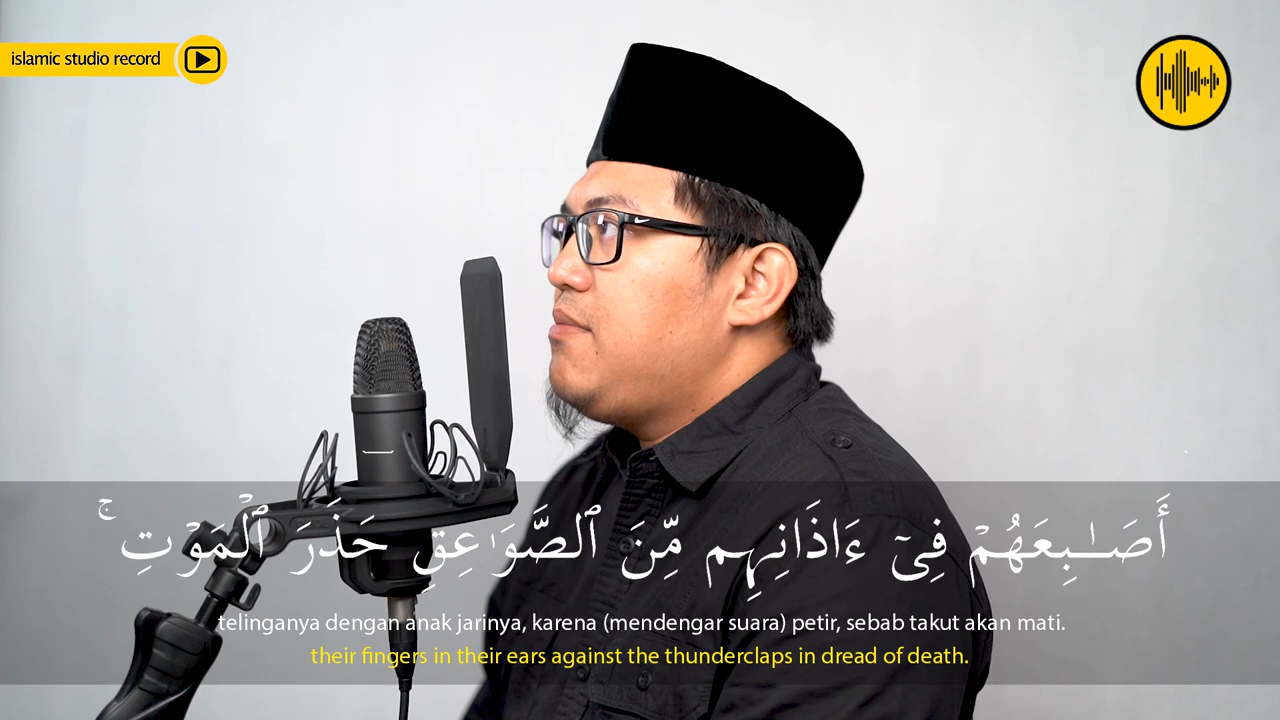 islamic studio record
أَصَـٰبِعَهُمۡ فِىٓ ءَاذَانِهِم مِّنَ ٱلصَّوَٰعِقِ حَذَرَ ٱلۡمَوۡتِۚ
telinganya dengan anak jarinya, karena (mendengar suara) petir, sebab takut akan mati.
their fingers in their ears against the thunderclaps in dread of death.